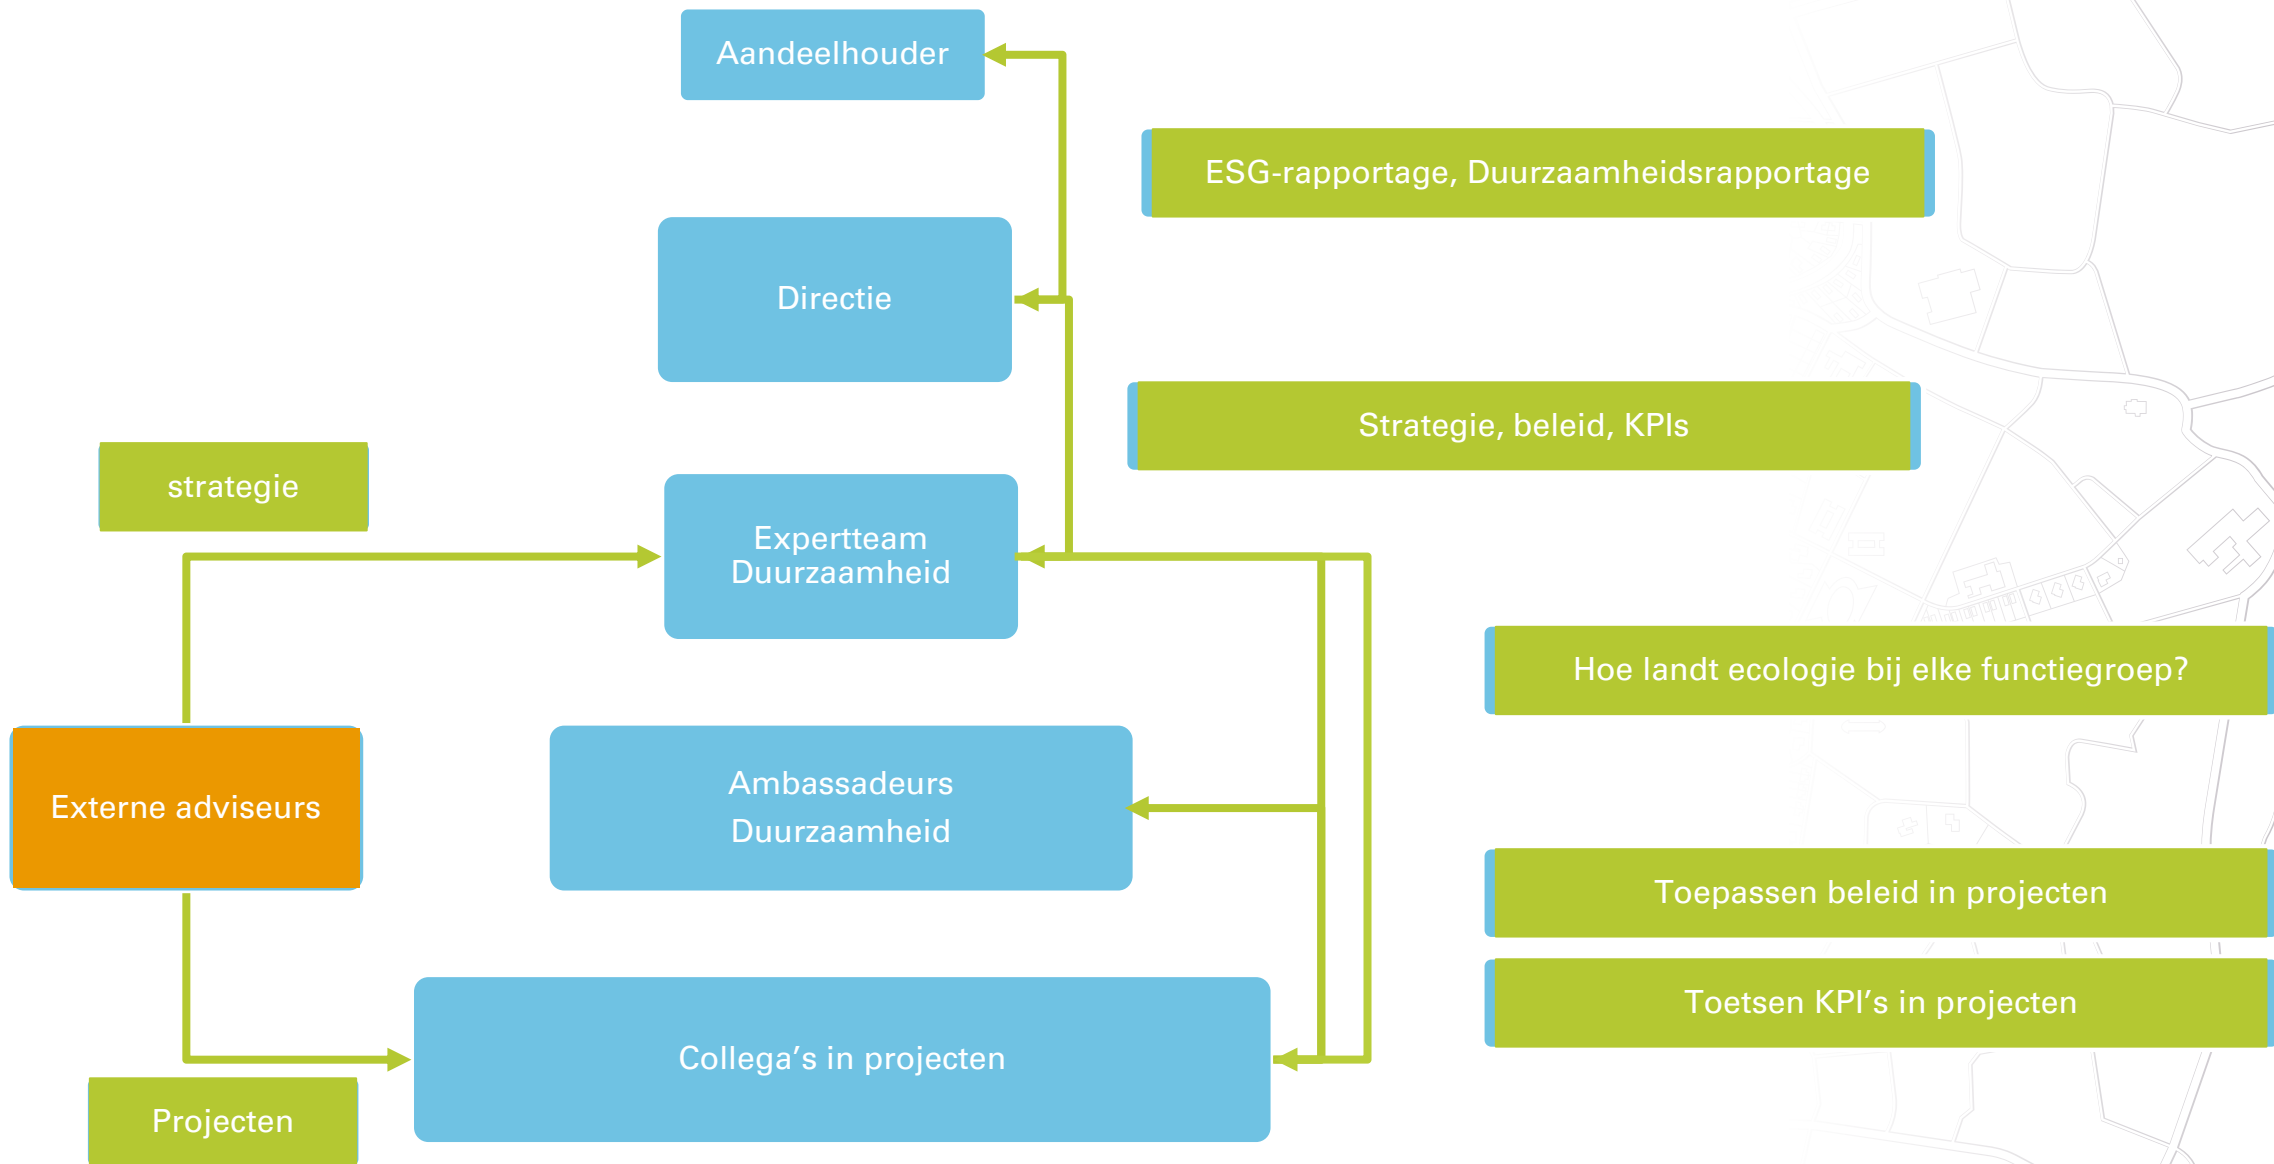 Aandeelhouder
ESG-rapportage, Duurzaamheidsrapportage
Directie
Strategie, beleid, KPIs
strategie
Expertteam
Duurzaamheid
Hoe landt ecologie bij elke functiegroep?
Externe adviseurs
Ambassadeurs
Duurzaamheid
Toepassen beleid in projecten
Toetsen KPI’s in projecten
Collega’s in projecten
Projecten